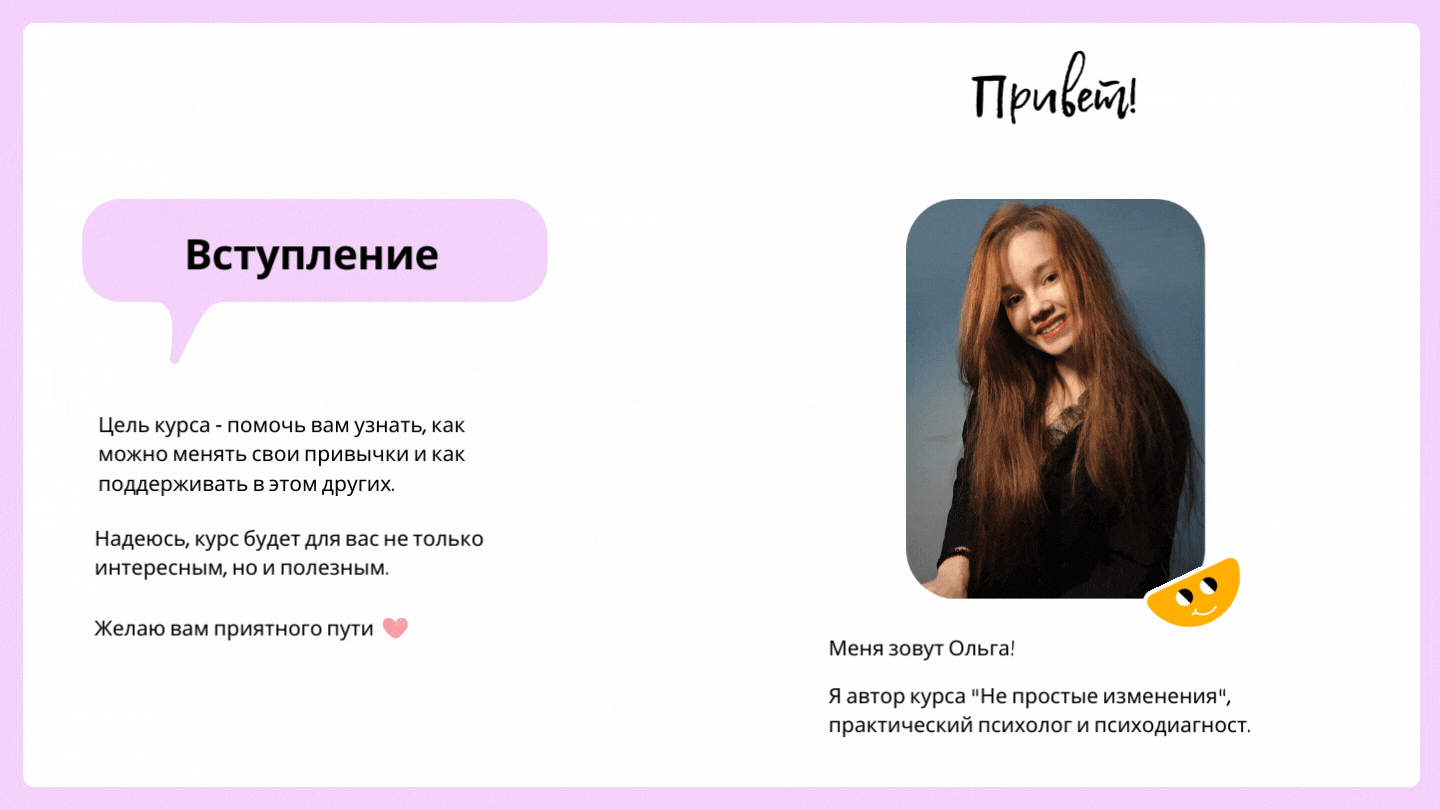 Привет!
Вступление
Цель курса - помочь вам узнать, как
можно менять свои привычки и как
поддерживать в этом других.
Надеюсь, курс будет для вас не только
интересным, но и полезным.
Желаю вам приятного пути
Меня зовут Ольга!
Я автор курса "Не простые изменения",
практический психолог и психодиагност.